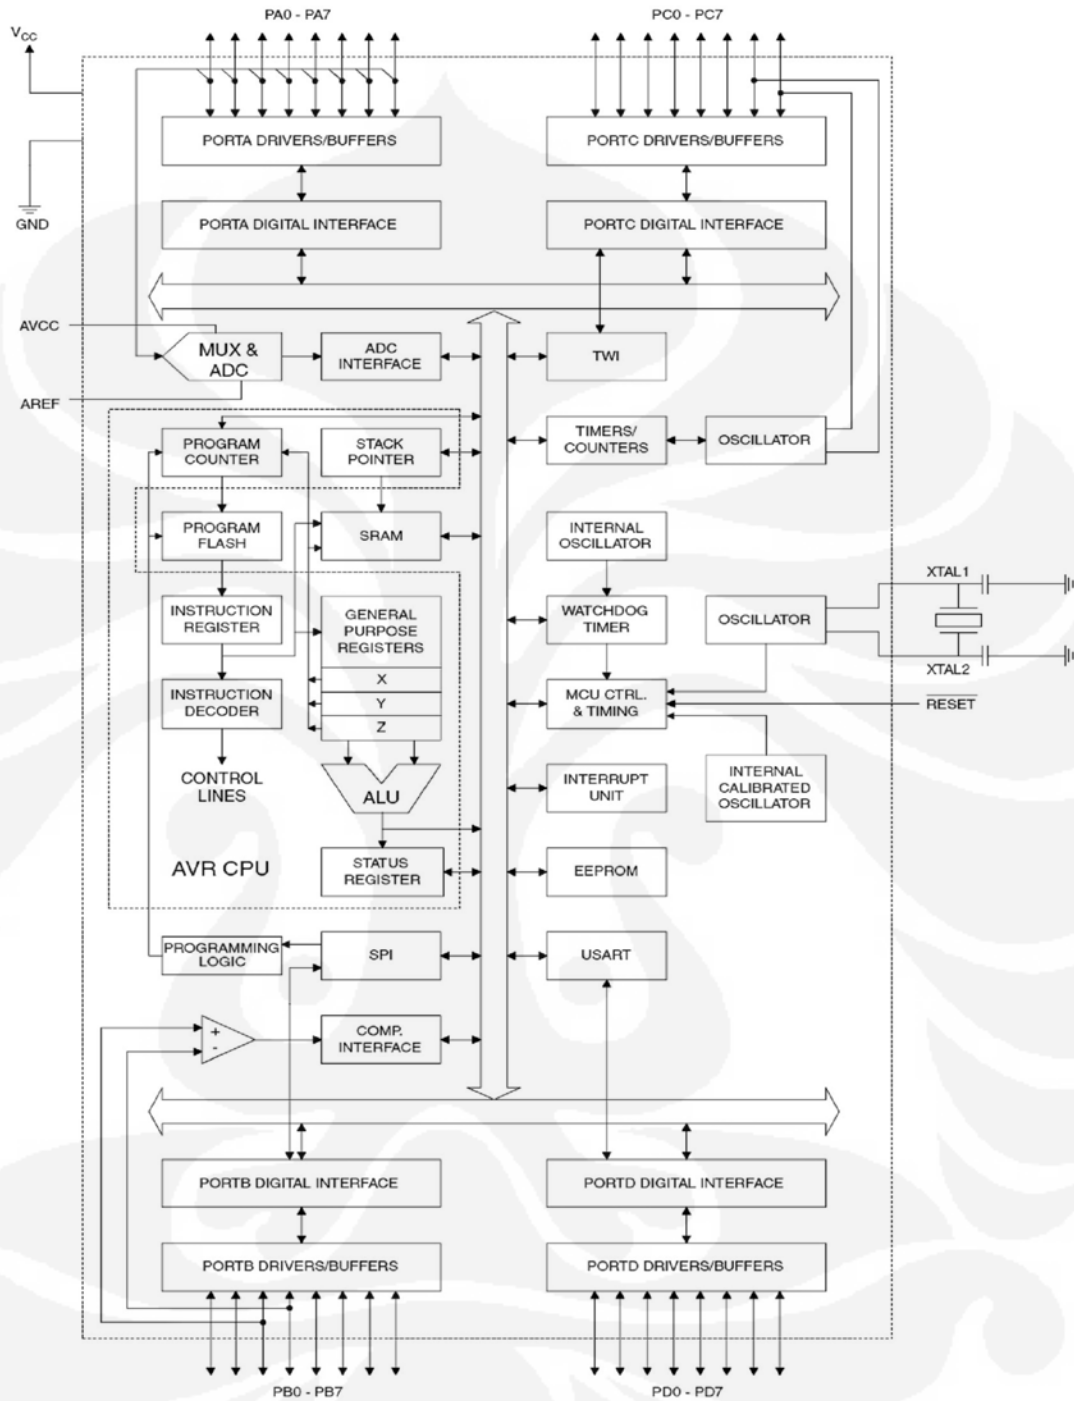 PA0 - PA7
PC0 - PC7
VCC
PORTA DRIVERS/BUFFERS
PORTC DRIVERS/BUFFERS
GND
PORTA DIGITAL INTERFACE
PORTC DIGITAL INTERFACE
AVCC
MUX &
ADC
ADC
INTERFACE
TWI
AREF
PROGRAM
COUNTER
STACK
POINTER
TIMERS/
COUNTERS
OSCILLATOR
PROGRAM
FLASH
SRAM
INTERNAL
OSCILLATOR
XTAL1
INSTRUCTION
REGISTER
GENERAL
PURPOSE
REGISTERS
WATCHDOG
TIMER
OSCILLATOR
XTAL2
X
INSTRUCTION
DECODER
Y
Z
MCU CTRL.
& TIMING
RESET
CONTROL
LINES
ALU
INTERRUPT
UNIT
INTERNAL
CALIBRATED
OSCILLATOR
AVR CPU
STATUS
REGISTER
EEPROM
PROGRAMMING
LOGIC
SPI
USART
+
-
COMP.
INTERFACE
PORTB DIGITAL INTERFACE
PORTD DIGITAL INTERFACE
PORTB DRIVERS/BUFFERS
PORTD DRIVERS/BUFFERS
PB0 - PB7
PD0 - PD7